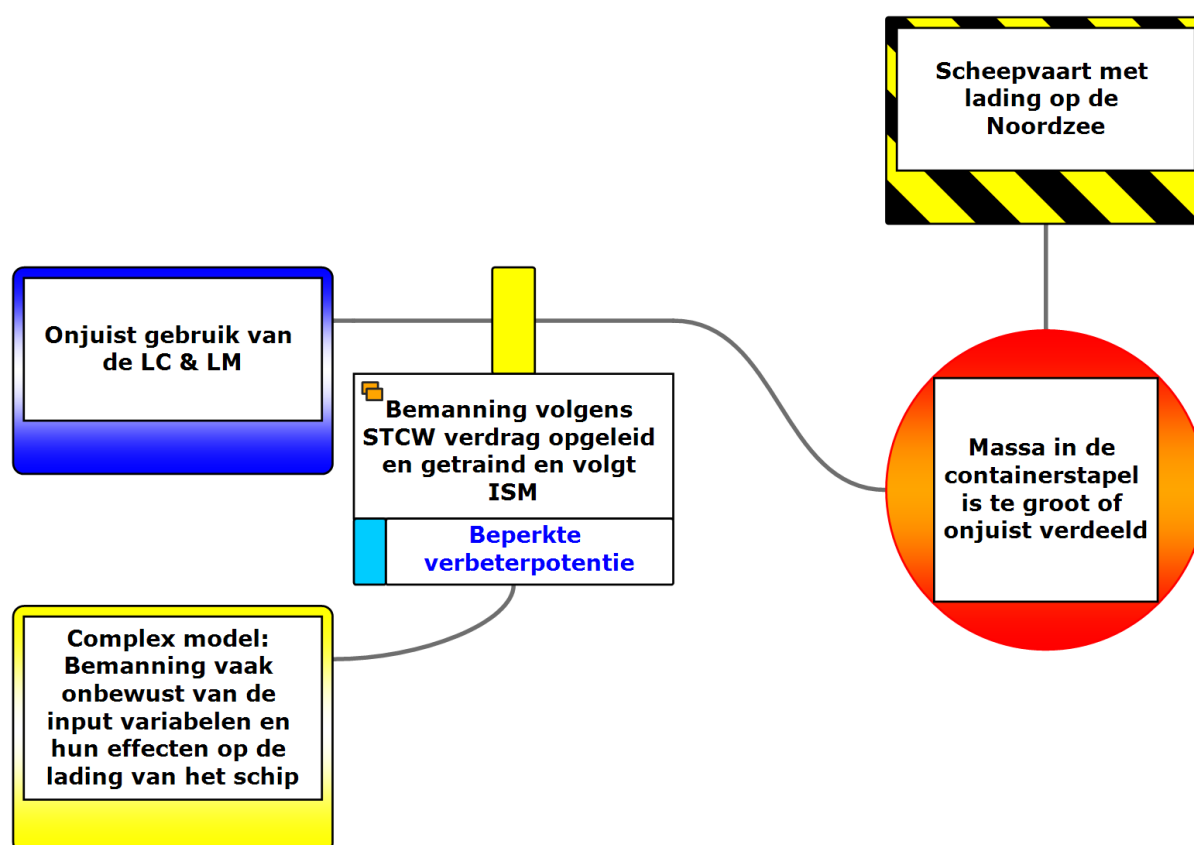 Scheepvaart met
lading op de
Noordzee
Onjuist gebruik van
de LC & LM
Bemanning volgens
STCW verdrag opgeleid
en getraind en volgt
ISM
Beperkte
verbeterpotentie
Massa in de
containerstapel
is te groot of
onjuist verdeeld
Complex model:
Bemanning vaak
onbewust van de
input variabelen en
hun effecten op de
lading van het schip